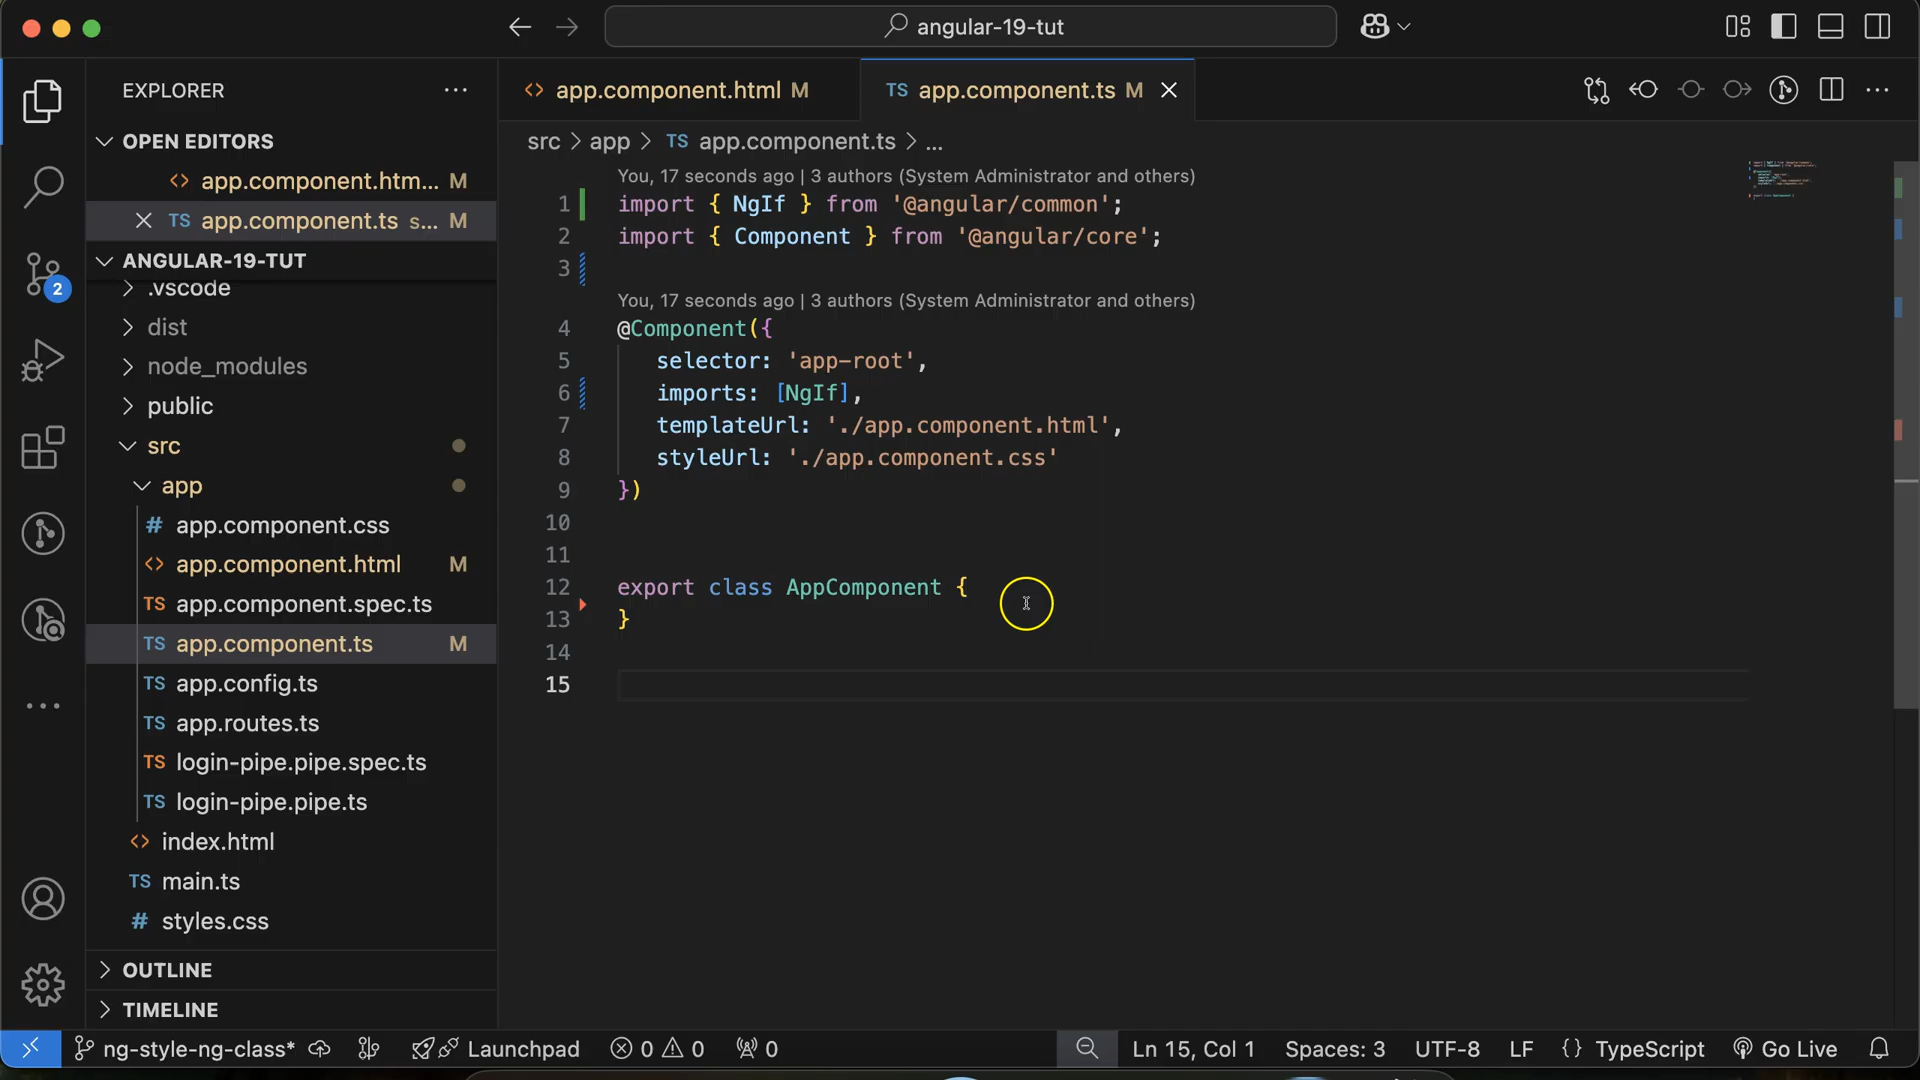 angular-19-tut
EXPLORER
OPEN EDITORS
<> app.component.htm... M
TS app.component.ts s... M
ANGULAR-19-TUT
.vscode
dist
node_modules
public
src
app
# app.component.css
<> app.component.html M
TS app.component.spec.ts
TS app.component.ts M
TS app.config.ts
TS app.routes.ts
TS login-pipe.pipe.spec.ts
TS login-pipe.pipe.ts
<> index.html
TS main.ts
# styles.css
OUTLINE
TIMELINE
2
<> app.component.html M
TS app.component.ts M
src > app > TS app.component.ts > ...
You, 17 seconds ago | 3 authors (System Administrator and others)
1 import { NgIf } from '@angular/common';
2 import { Component } from '@angular/core';
3
You, 17 seconds ago | 3 authors (System Administrator and others)
4 @Component({
5 selector: 'app-root',
6 imports: [NgIf],
7 templateUrl: './app.component.html',
8 styleUrl: './app.component.css'
9 })
10
11
12 export class AppComponent {
13 }
14
15
ng-style-ng-class* Launchpad 0 0 0 Ln 15, Col 1 Spaces: 3 UTF-8 LF {} TypeScript Go Live